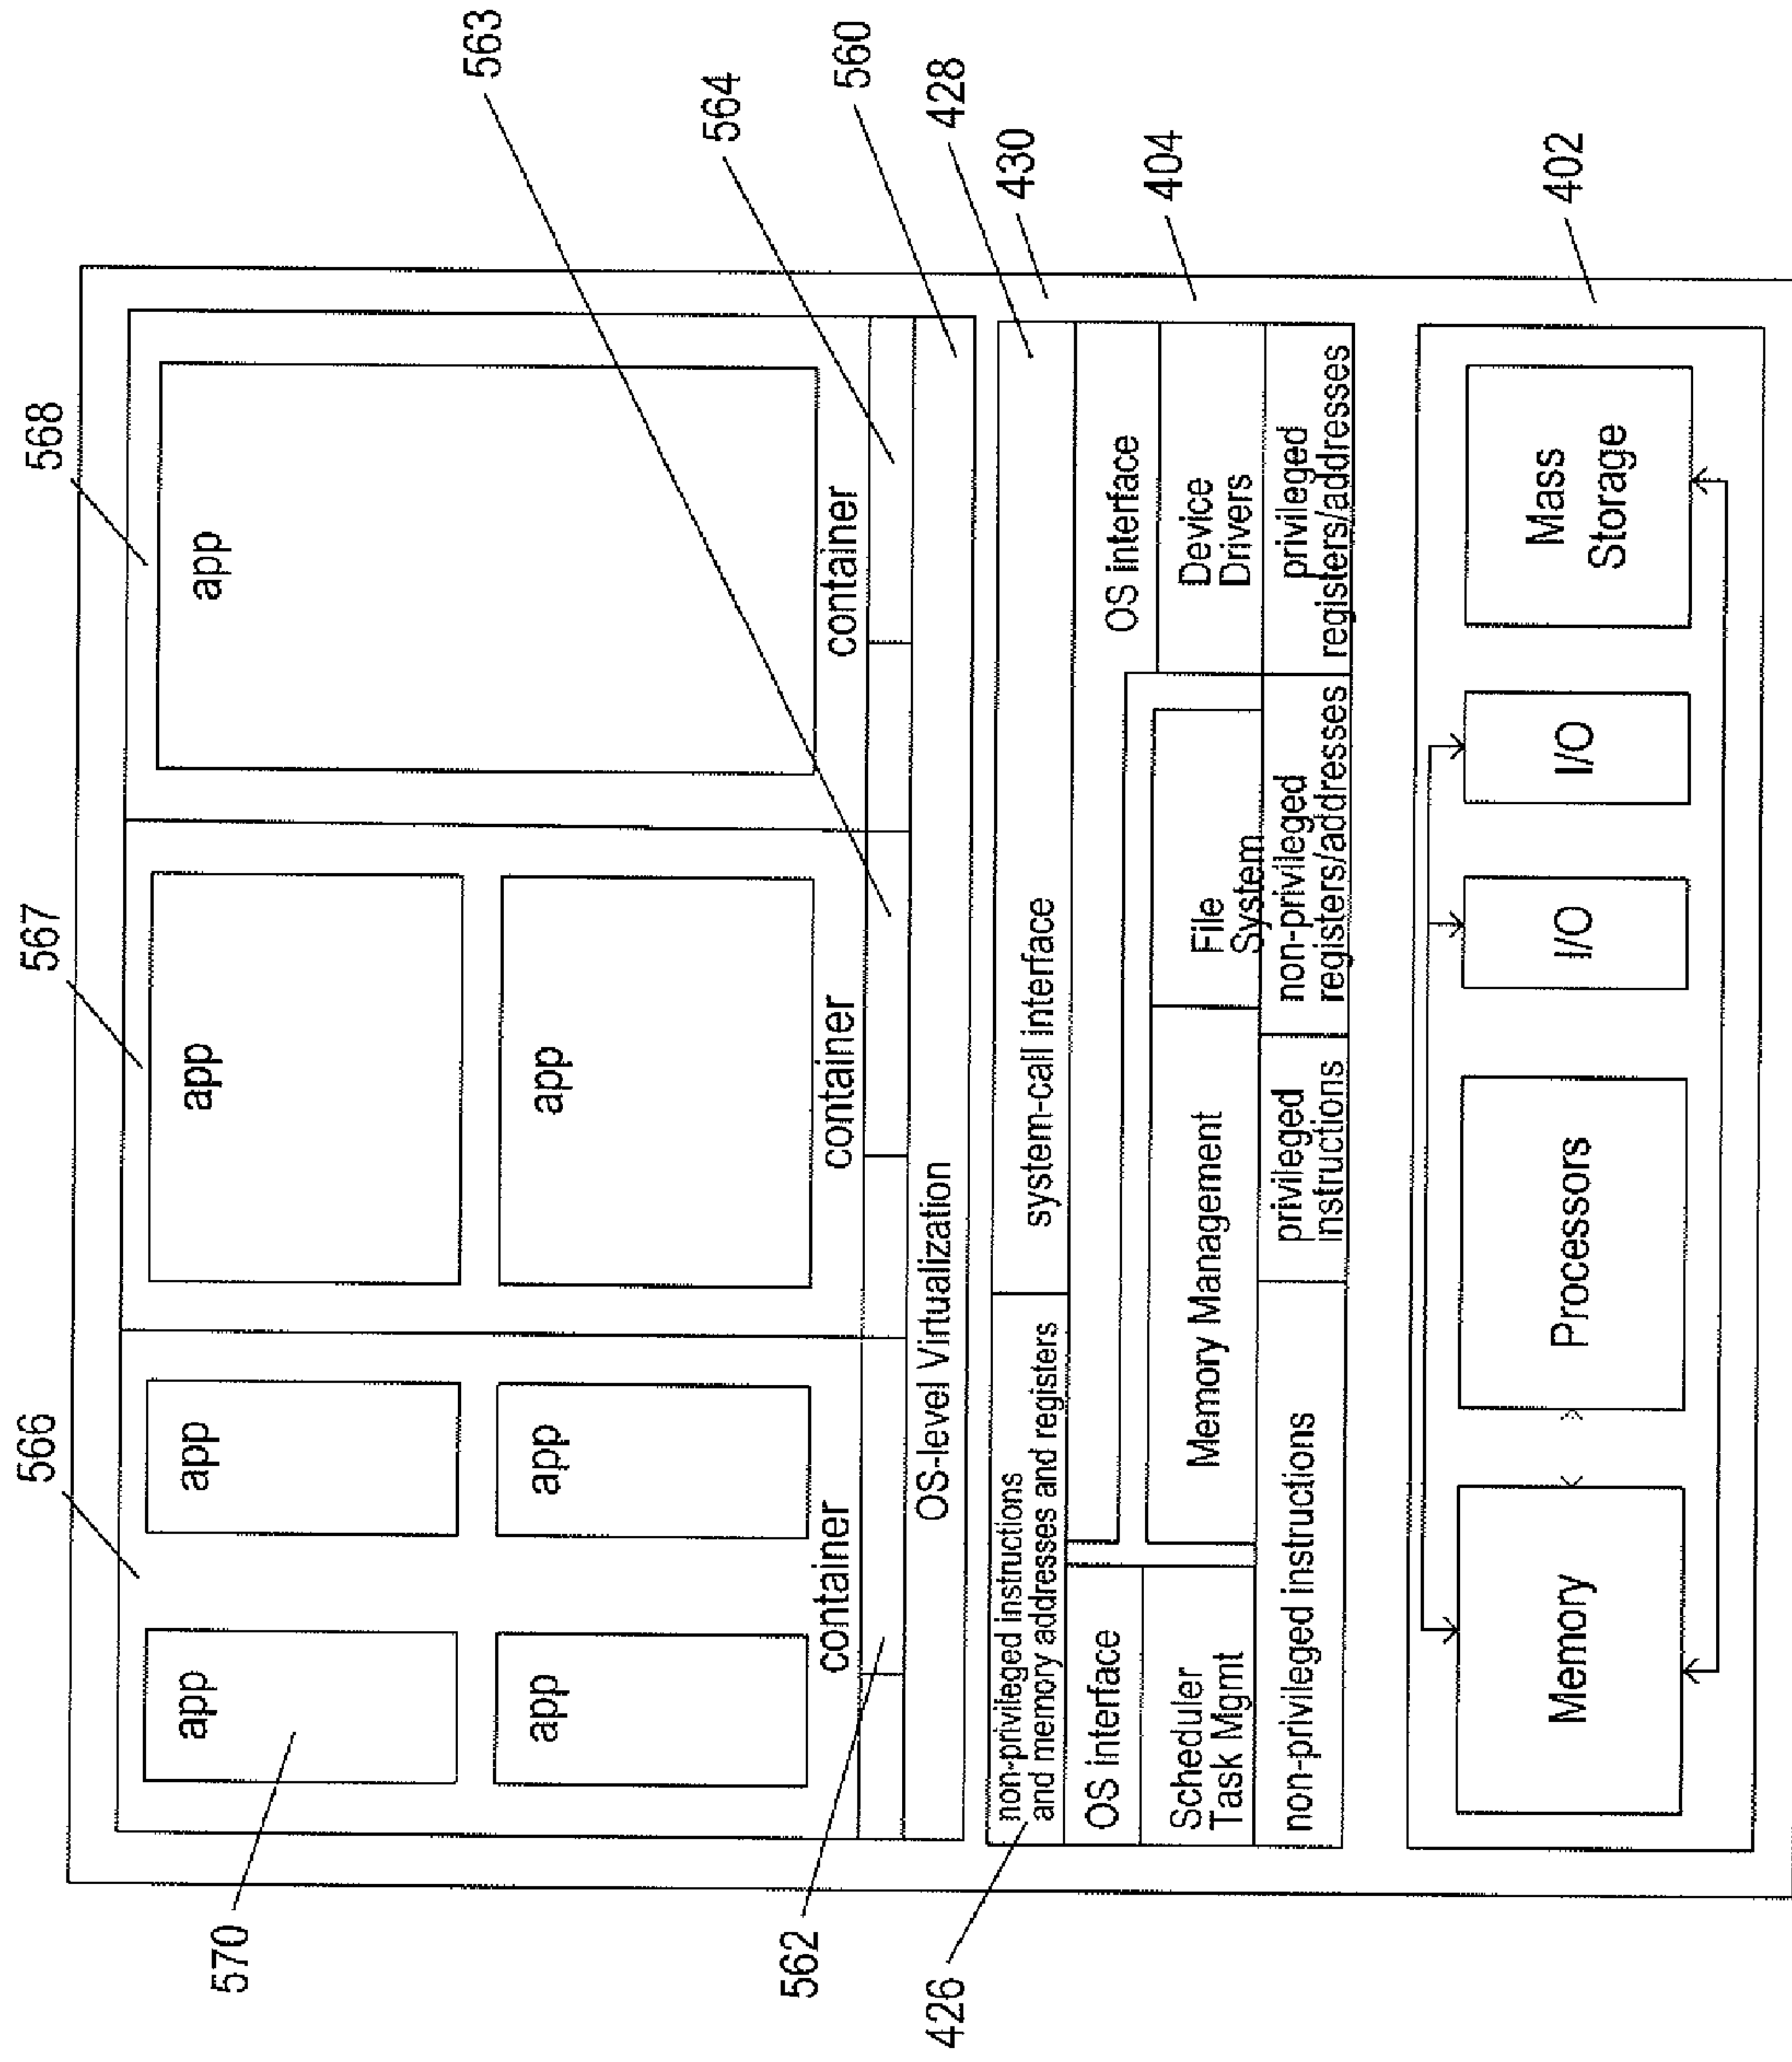 566
567
568
563
564
560
428
430
404
402
570
562
426
app
app
app
app
app
app
app
container
container
container
OS-level Virtualization
non-privileged instructions
and memory addresses and registers
system-call interface
OS interface
OS interface
Scheduler
Task Mgmt
Memory Management
File
System
Device
Drivers
non-privileged instructions
privileged
instructions
non-privileged
registers/addresses
privileged
registers/addresses
Memory
Processors
I/O
I/O
Mass
Storage